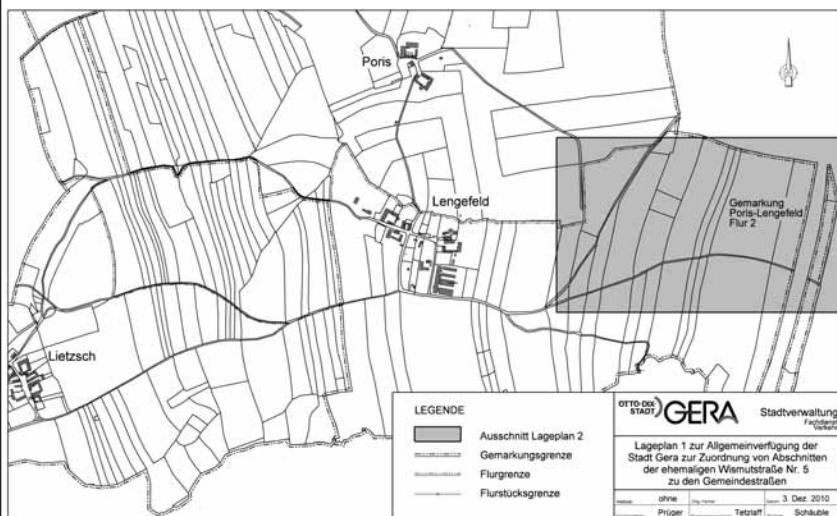 Poris
Lengefeld
Gemarkung
Poris-Lengefeld
Flur 2
Lietzsch
LEGENDE
Ausschnitt Lageplan 2
Gemarkungsgrenze
Flurgrenze
Flurstücksgrenze
OTTO-DIX-
STADT GERA
Stadtverwaltung
Fachdienst
Verkehr
Lageplan 1 zur Allgemeinverfügung der
Stadt Gera zur Zuordnung von Abschnitten
der ehemaligen Wismutstraße Nr. 5
zu den Gemeindestraßen
ohne 3. Dez. 2010
Prüger Tetzlaff Schäuble